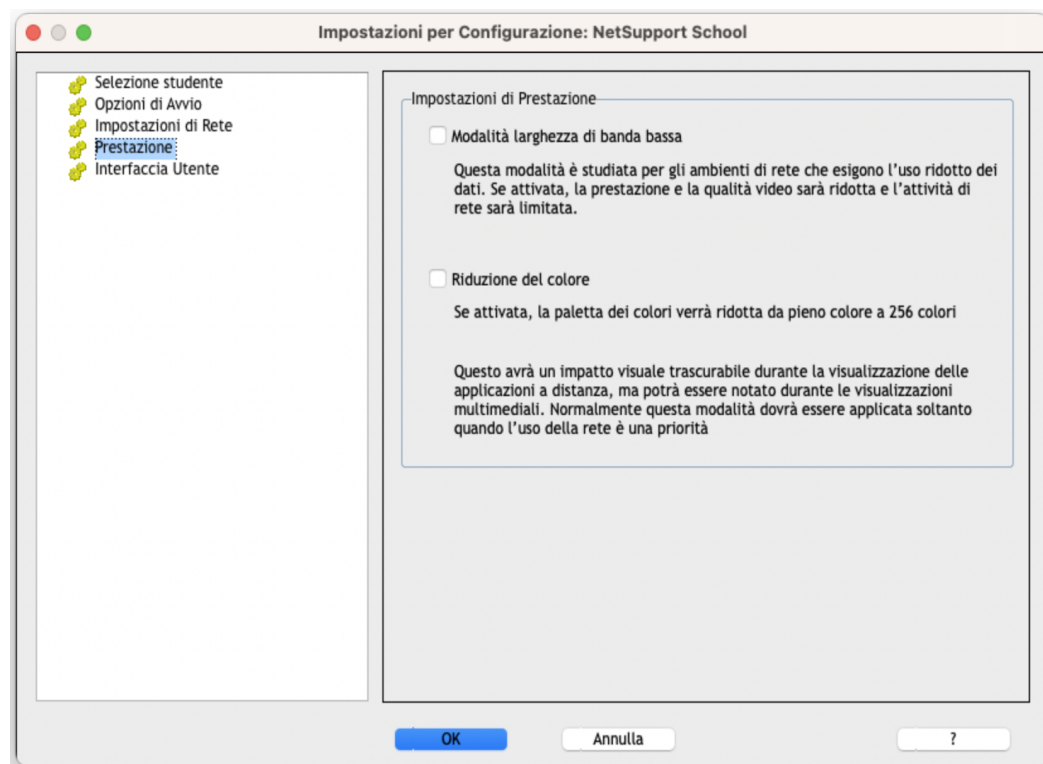 Impostazioni per Configurazione: NetSupport School
Selezione studente
Opzioni di Avvio
Impostazioni di Rete
Prestazione
Interfaccia Utente
Impostazioni di Prestazione
Modalità larghezza di banda bassa
Questa modalità è studiata per gli ambienti di rete che esigono l'uso ridotto dei
dati. Se attivata, la prestazione e la qualità video sarà ridotta e l'attività di
rete sarà limitata.
Riduzione del colore
Se attivata, la paletta dei colori verrà ridotta da pieno colore a 256 colori
Questo avrà un impatto visuale trascurabile durante la visualizzazione delle
applicazioni a distanza, ma potrà essere notato durante le visualizzazioni
multimediali. Normalmente questa modalità dovrà essere applicata soltanto
quando l'uso della rete è una priorità
OK
Annulla
?